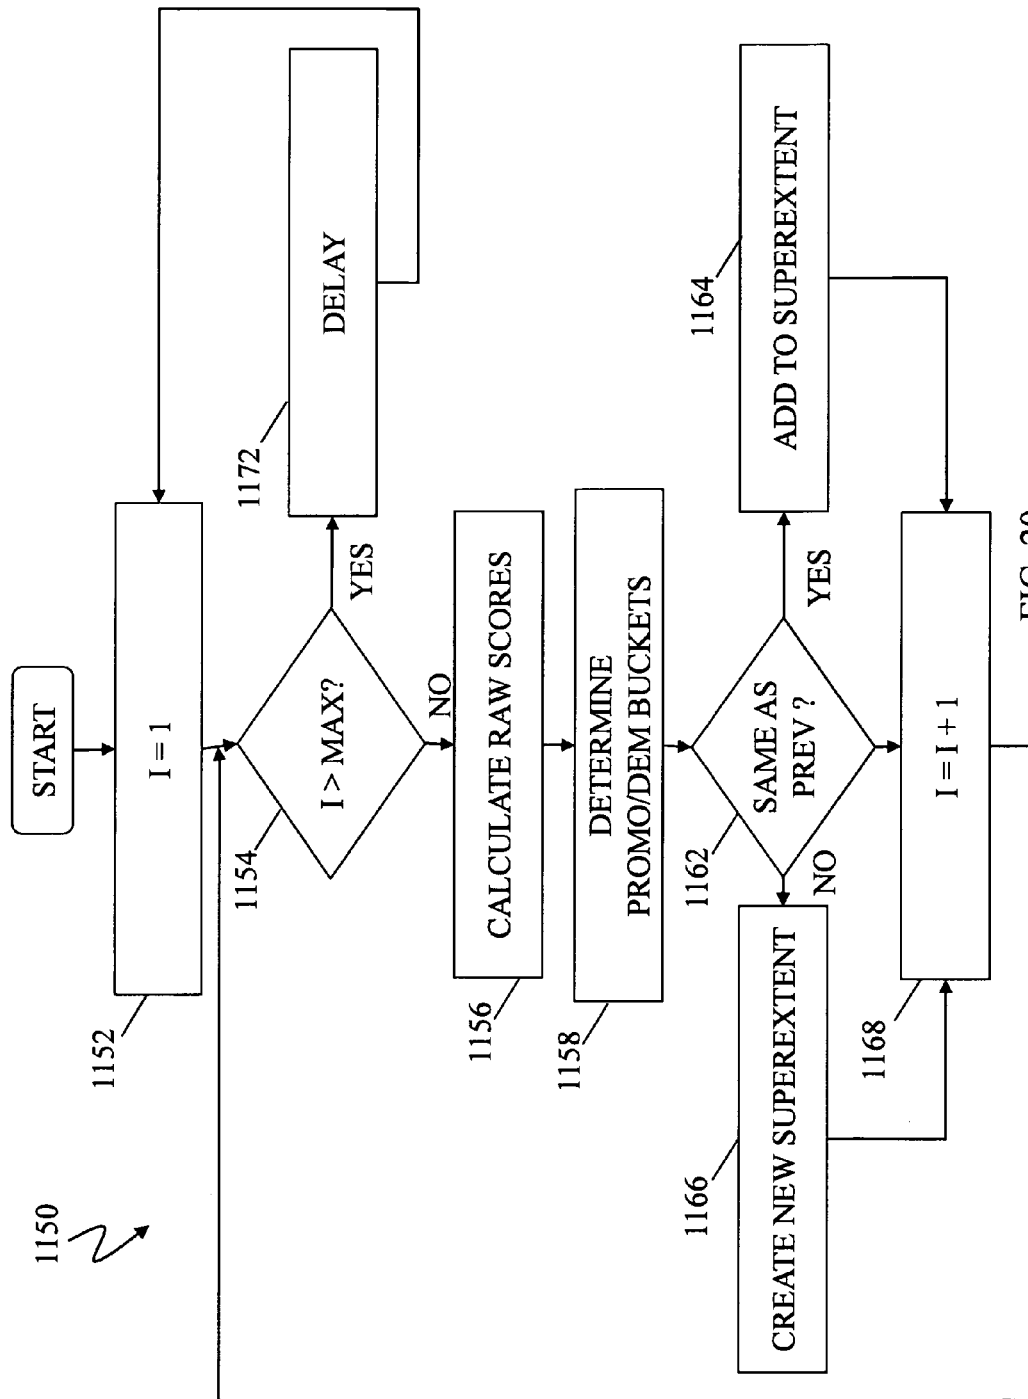 1150
START
1152
I = 1
1154
I > MAX?
YES
1172
DELAY
NO
1156
CALCULATE RAW SCORES
1158
DETERMINE
PROMO/DEM BUCKETS
1162
SAME AS
PREV ?
YES
1164
ADD TO SUPEREXTENT
NO
1166
CREATE NEW SUPEREXTENT
1168
I = I + 1